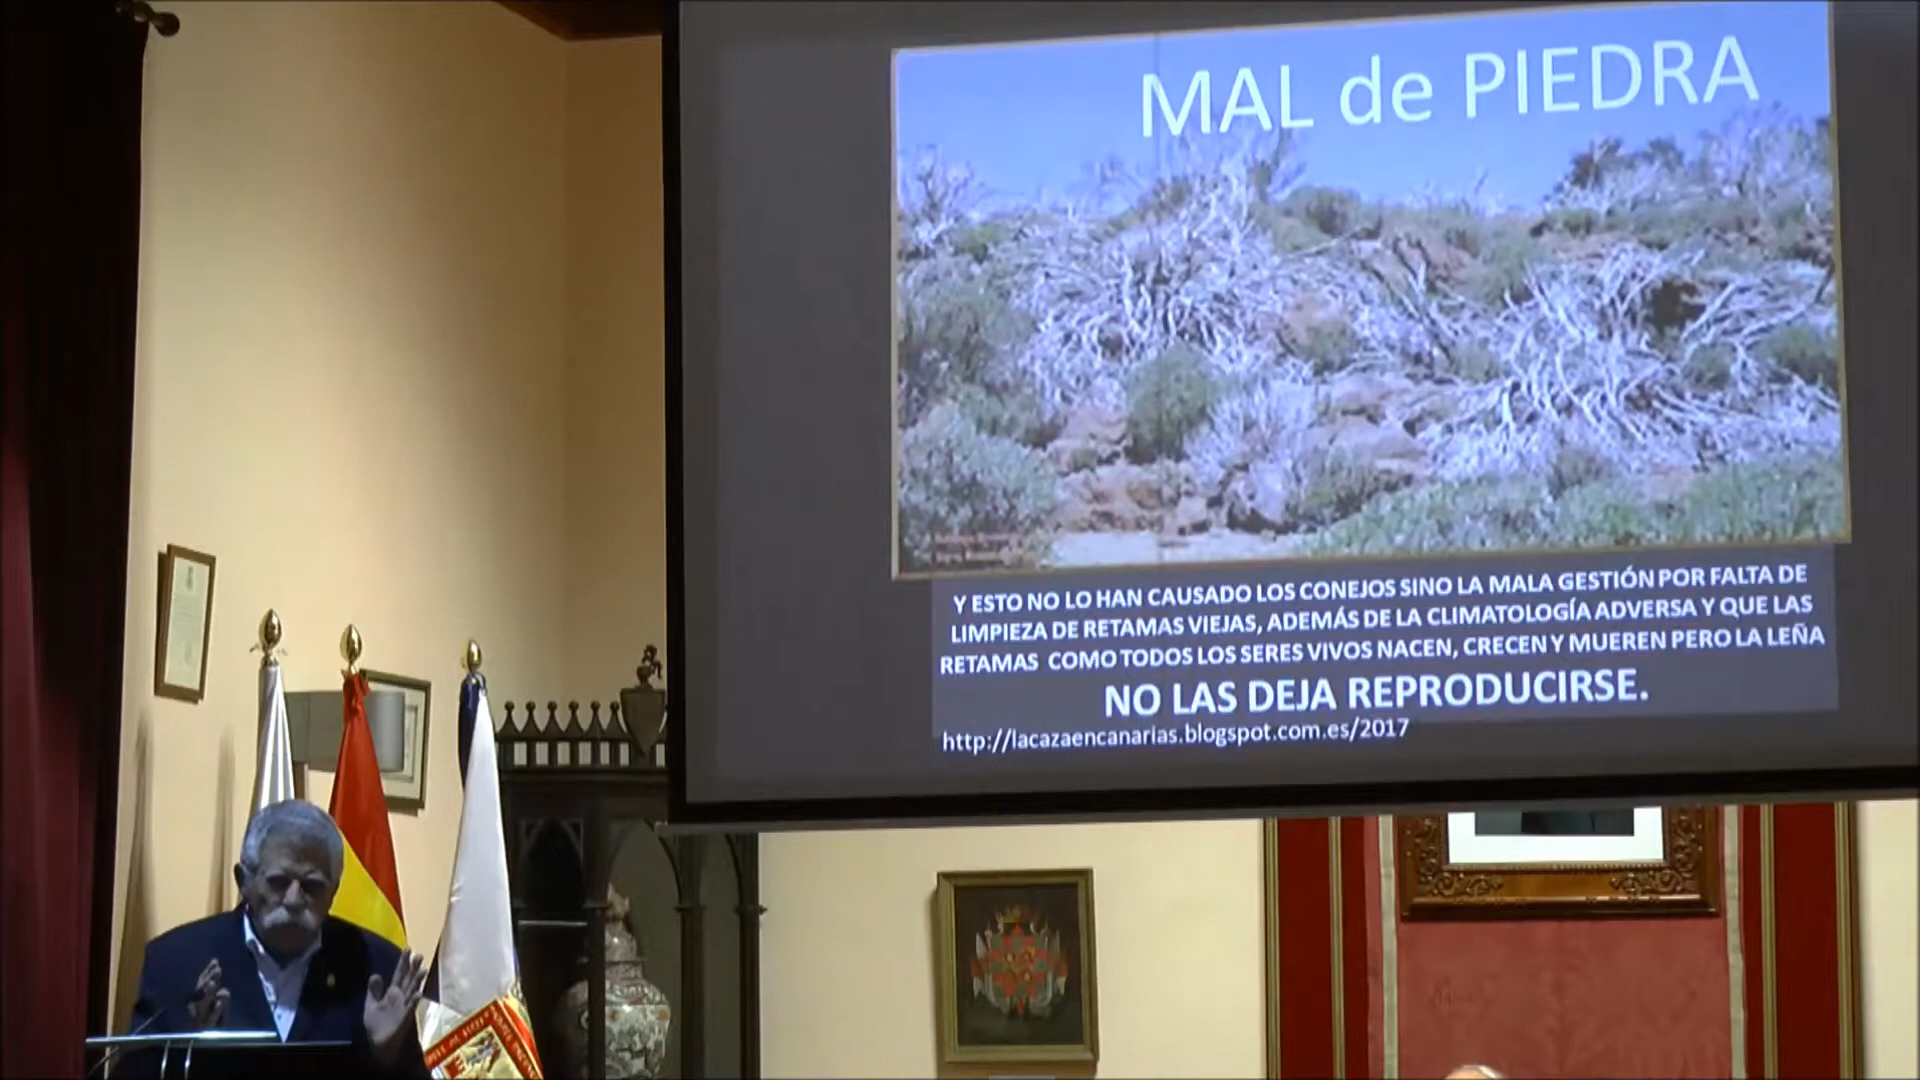 MAL de PIEDRA
Y ESTO NO LO HAN CAUSADO LOS CONEJOS SINO LA MALA GESTIÓN POR FALTA DE
LIMPIEZA DE RETAMAS VIEJAS, ADEMÁS DE LA CLIMATOLOGÍA ADVERSA Y QUE LAS
RETAMAS COMO TODOS LOS SERES VIVOS NACEN, CRECEN Y MUEREN PERO LA LEÑA
NO LAS DEJA REPRODUCIRSE.
http://lacazaencanarias.blogspot.com.es/2017